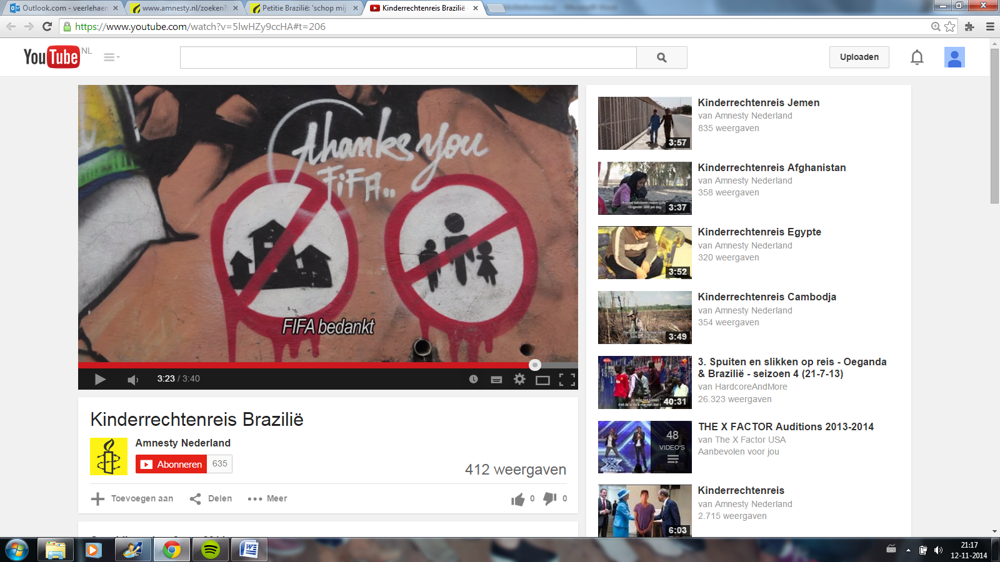 Outlook.com - veerlehaen
www.amnesty.nl/zoeken?
Petitie Brazilië: 'schop mij
Kinderrechtenreis Brazilië
https://www.youtube.com/watch?v=5lwHZy9ccHA#t=206
YouTube NL
Uploaden
thanks you
FiFA..
FIFA bedankt
3:23 / 3:40
Kinderrechtenreis Brazilië
Amnesty Nederland
Abonneren 635
412 weergaven
Toevoegen aan Delen Meer 0 0
Kinderrechtenreis Jemen
van Amnesty Nederland
835 weergaven
3:57
Kinderrechtenreis Afghanistan
van Amnesty Nederland
358 weergaven
3:37
Kinderrechtenreis Egypte
van Amnesty Nederland
320 weergaven
3:52
Kinderrechtenreis Cambodja
van Amnesty Nederland
354 weergaven
3:49
3. Spuiten en slikken op reis - Oeganda
& Brazilië - seizoen 4 (21-7-13)
van HardcoreAndMore
26.323 weergaven
40:31
THE X FACTOR Auditions 2013-2014
van The X Factor USA
Aanbevolen voor jou
48
VIDEO'S
Kinderrechtenreis
van Amnesty Nederland
2.715 weergaven
6:03
21:17
12-11-2014